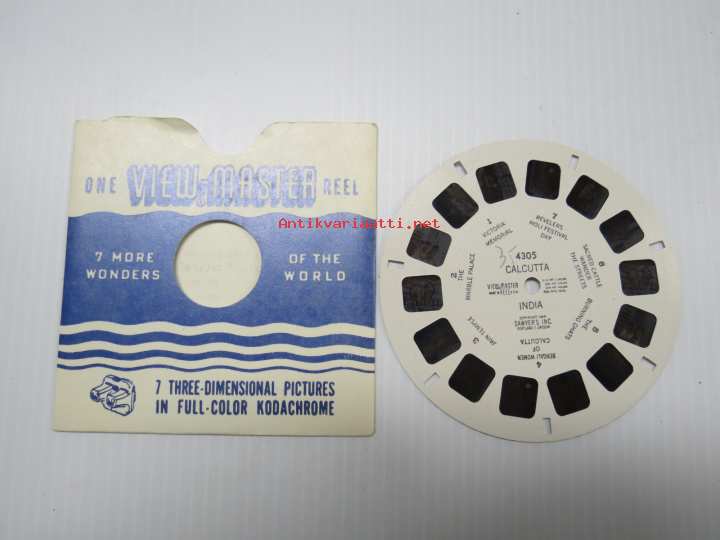 ONE VIEW-MASTER REEL
7 MORE WONDERS
OF THE WORLD
7 THREE-DIMENSIONAL PICTURES
IN FULL-COLOR KODACHROME
Antikvariaatti.net
35
4305
CALCUTTA
VIEW-MASTER
INDIA
SAWYER'S INC.
1
VICTORIA
MEMORIAL
2
THE
MARBLE PALACE
3
JAIN TEMPLE
4
BENGAL WOMEN
OF
CALCUTTA
5
THE
BURNING GHATS
6
SACRED CATTLE
WANDER
THE STREETS
7
REVELERS
HOLI FESTIVAL
DAY